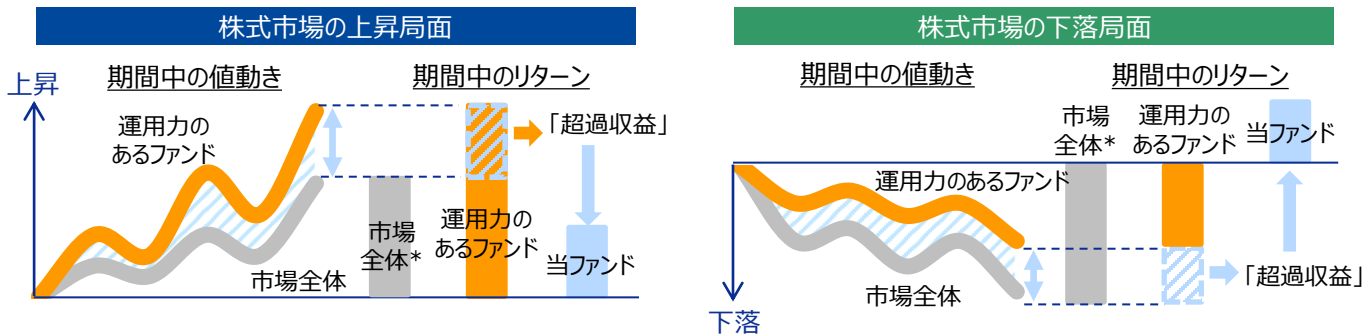 株式市場の上昇局面
上昇
期間中の値動き
期間中のリターン
運用力の
あるファンド
「超過収益」
市場
全体*
運用力の
あるファンド
当ファンド
市場全体
株式市場の下落局面
期間中の値動き
期間中のリターン
市場
全体*
運用力の
あるファンド
当ファンド
運用力のあるファンド
市場全体
「超過収益」
下落